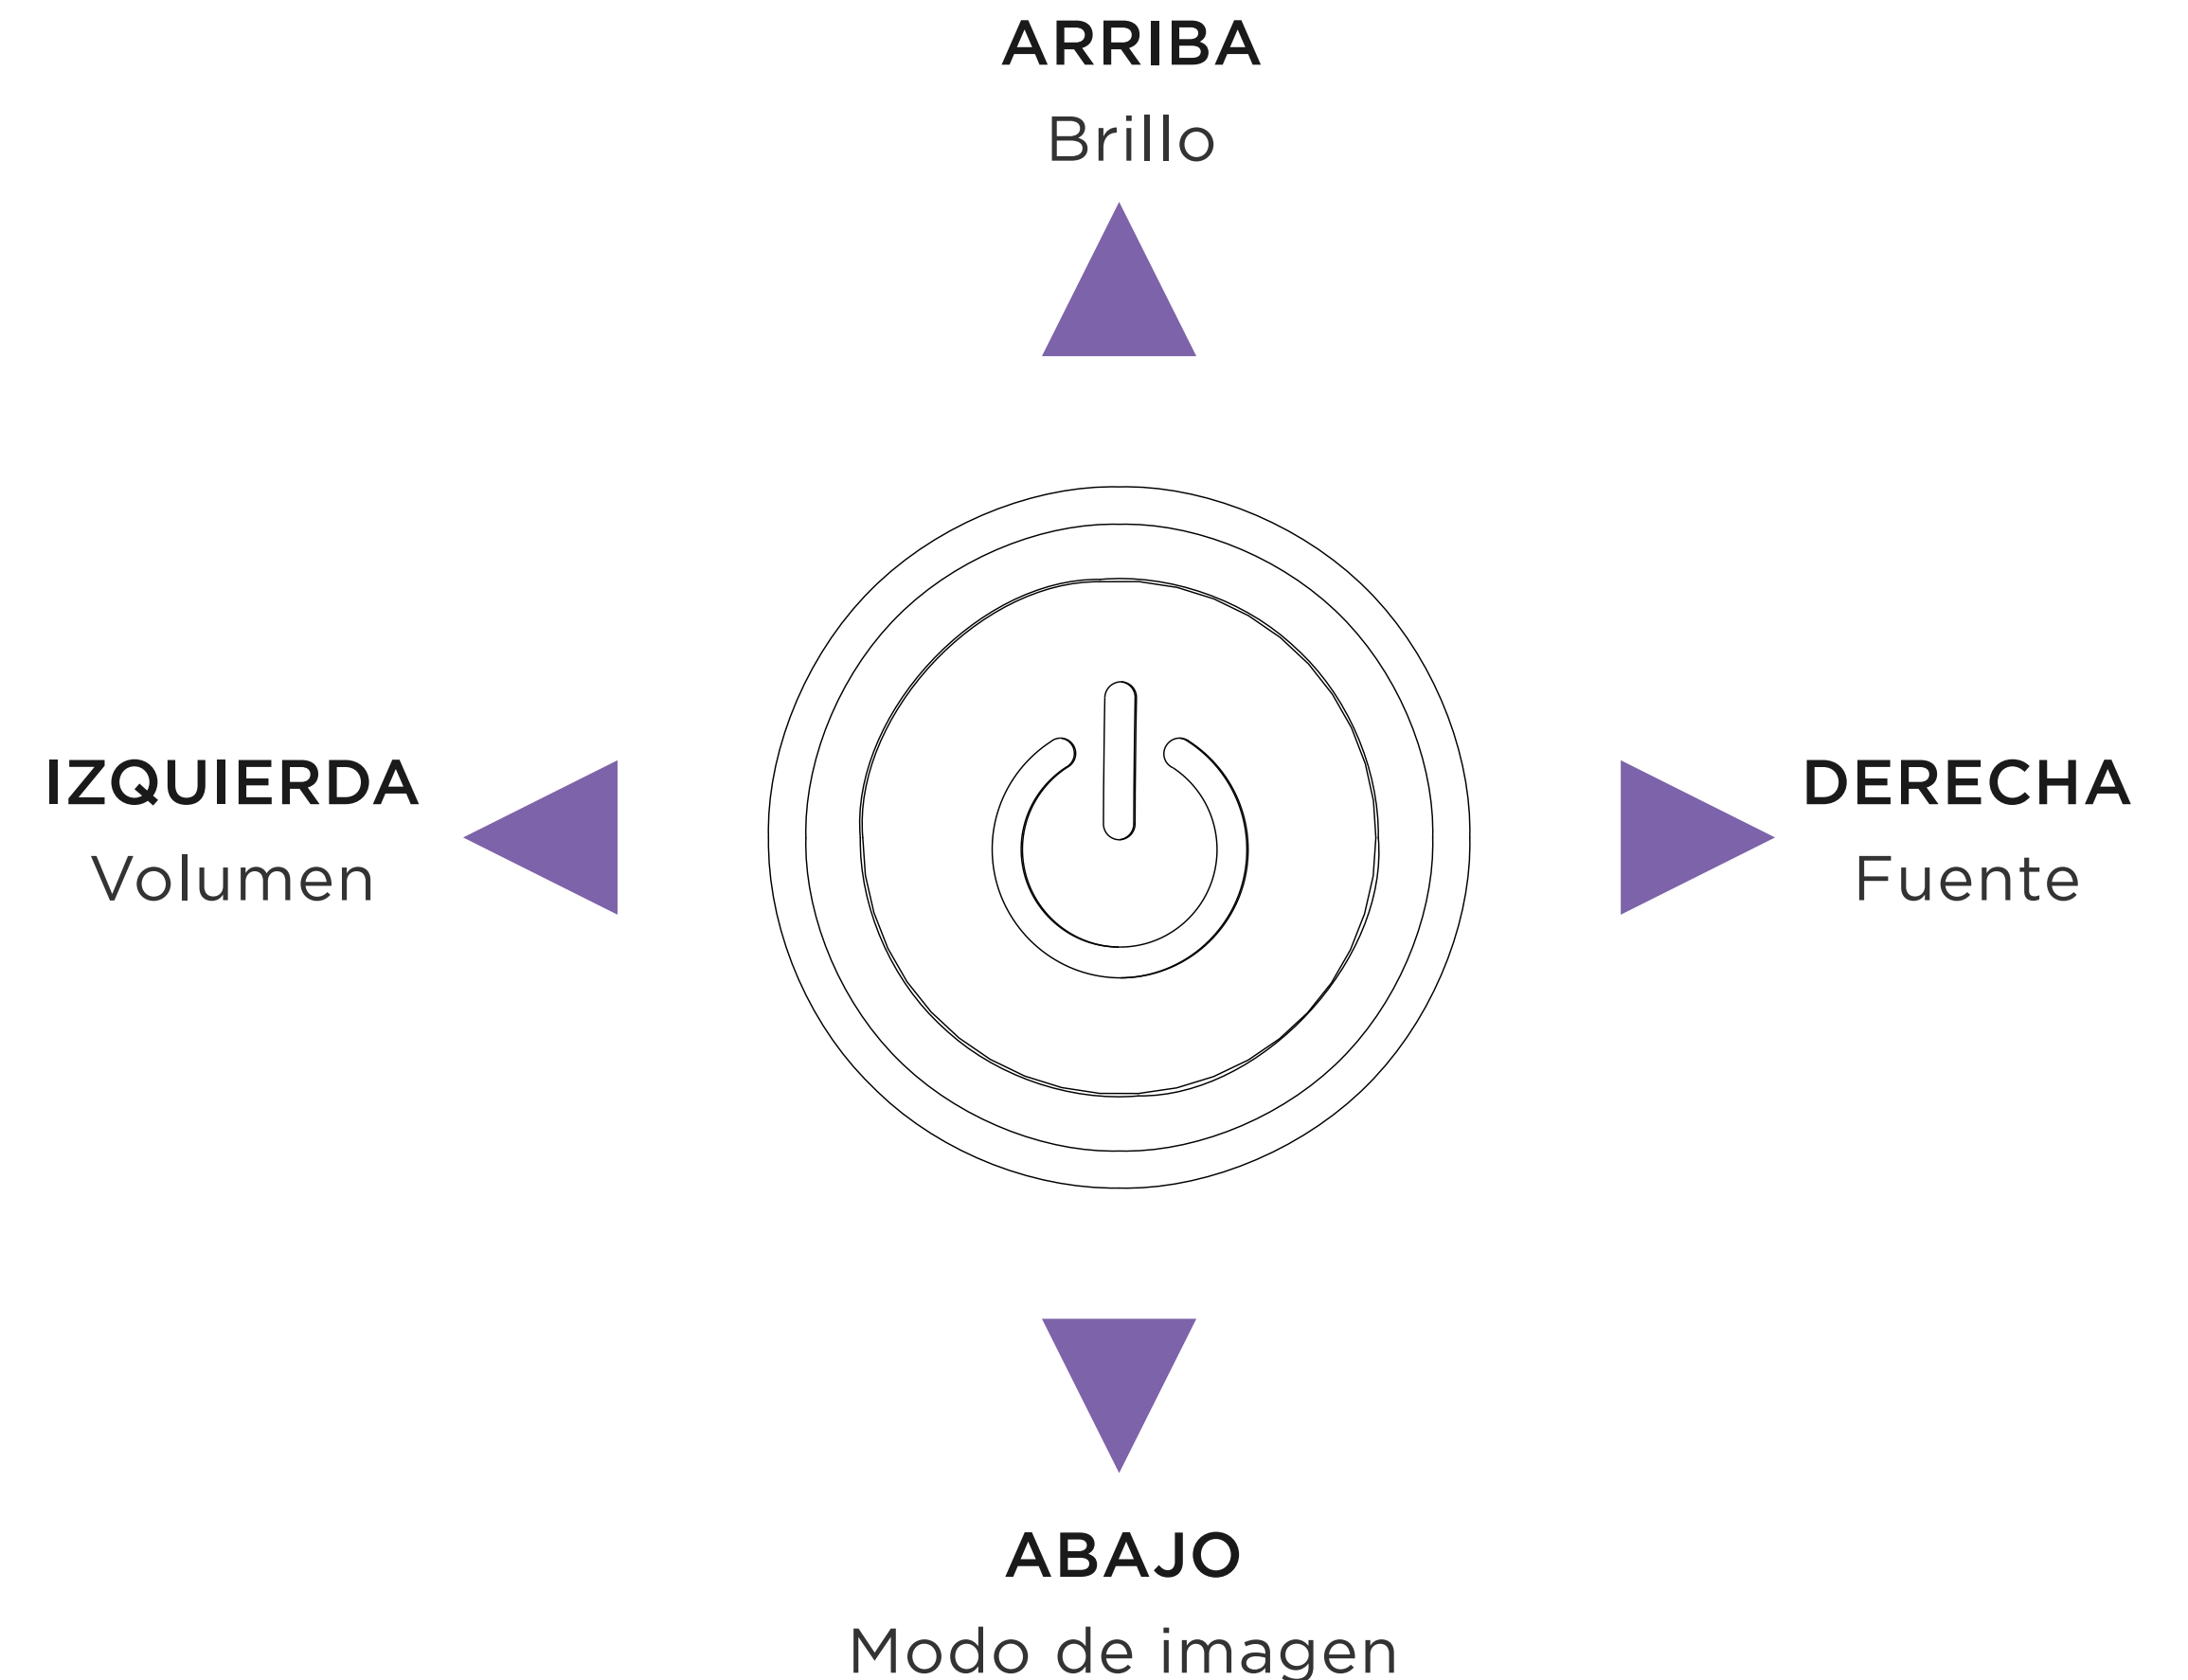 ARRIBA
Brillo
IZQUIERDA
Volumen
DERECHA
Fuente
ABAJO
Modo de imagen